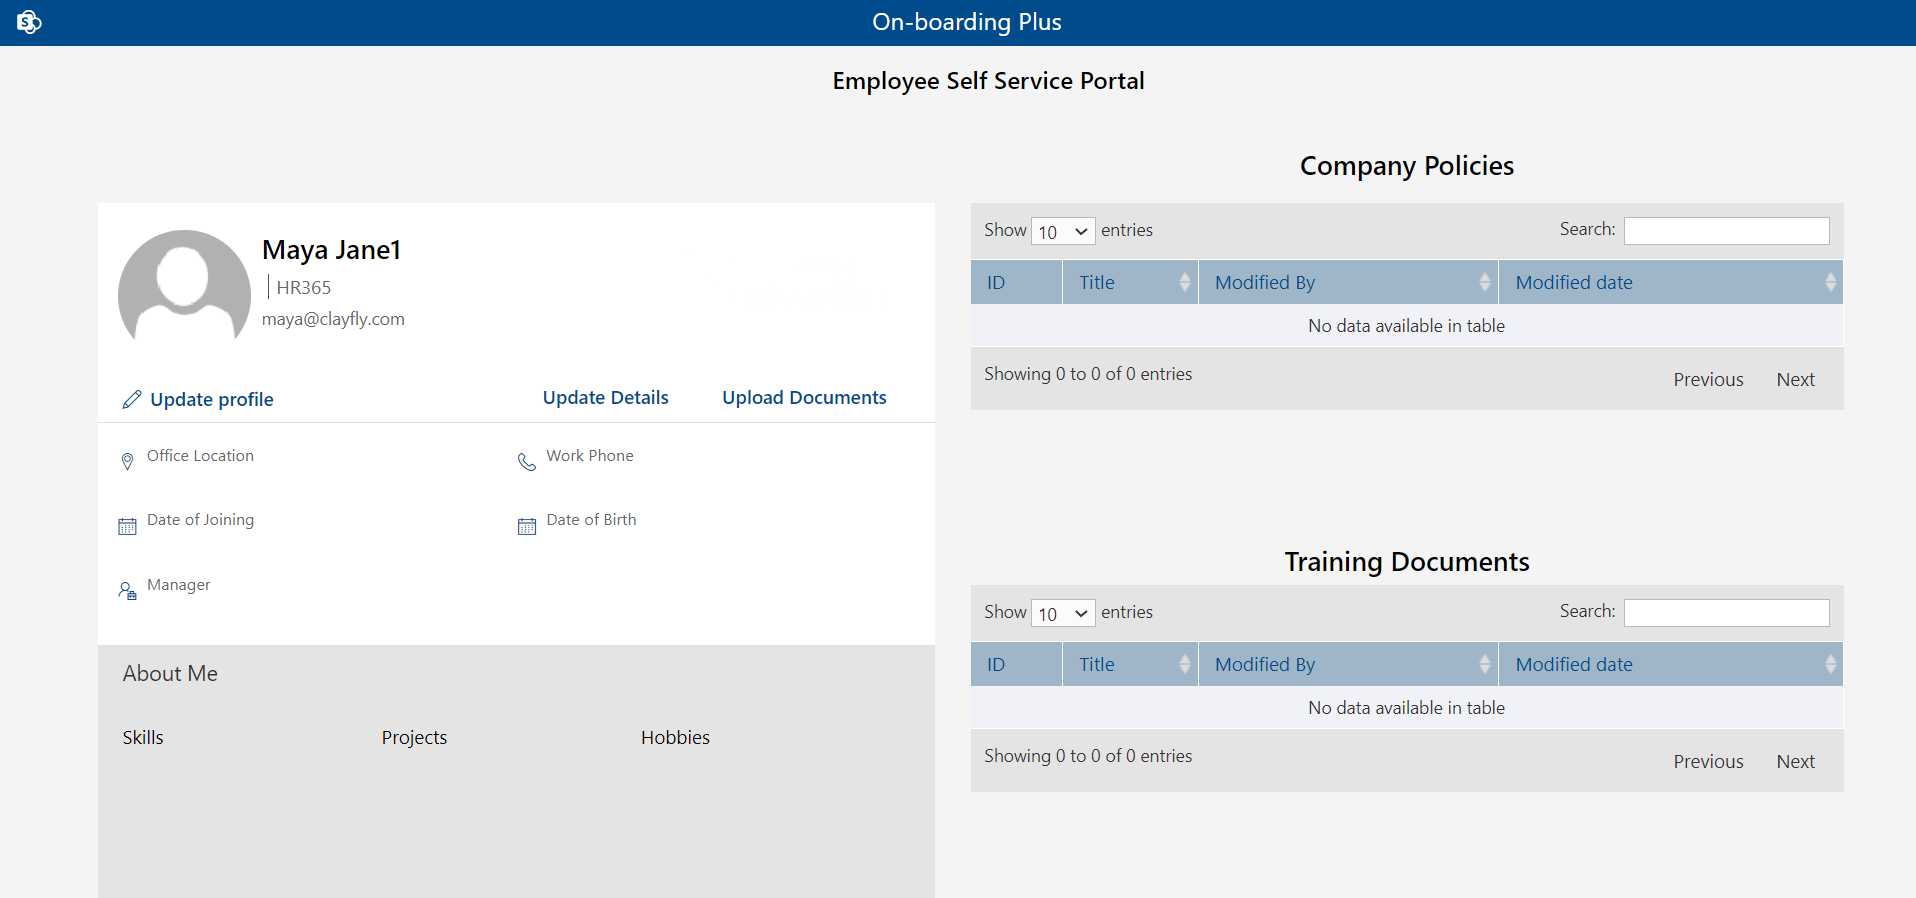 On-boarding Plus
Employee Self Service Portal
Maya Jane1
HR365
maya@clayfly.com
Update profile
Update Details
Upload Documents
Office Location
Work Phone
Date of Joining
Date of Birth
Manager
About Me
Skills
Projects
Hobbies
Company Policies
Show 10 entries
Search:
ID Title Modified By Modified date
No data available in table
Showing 0 to 0 of 0 entries
Previous Next
Training Documents
Show 10 entries
Search:
ID Title Modified By Modified date
No data available in table
Showing 0 to 0 of 0 entries
Previous Next